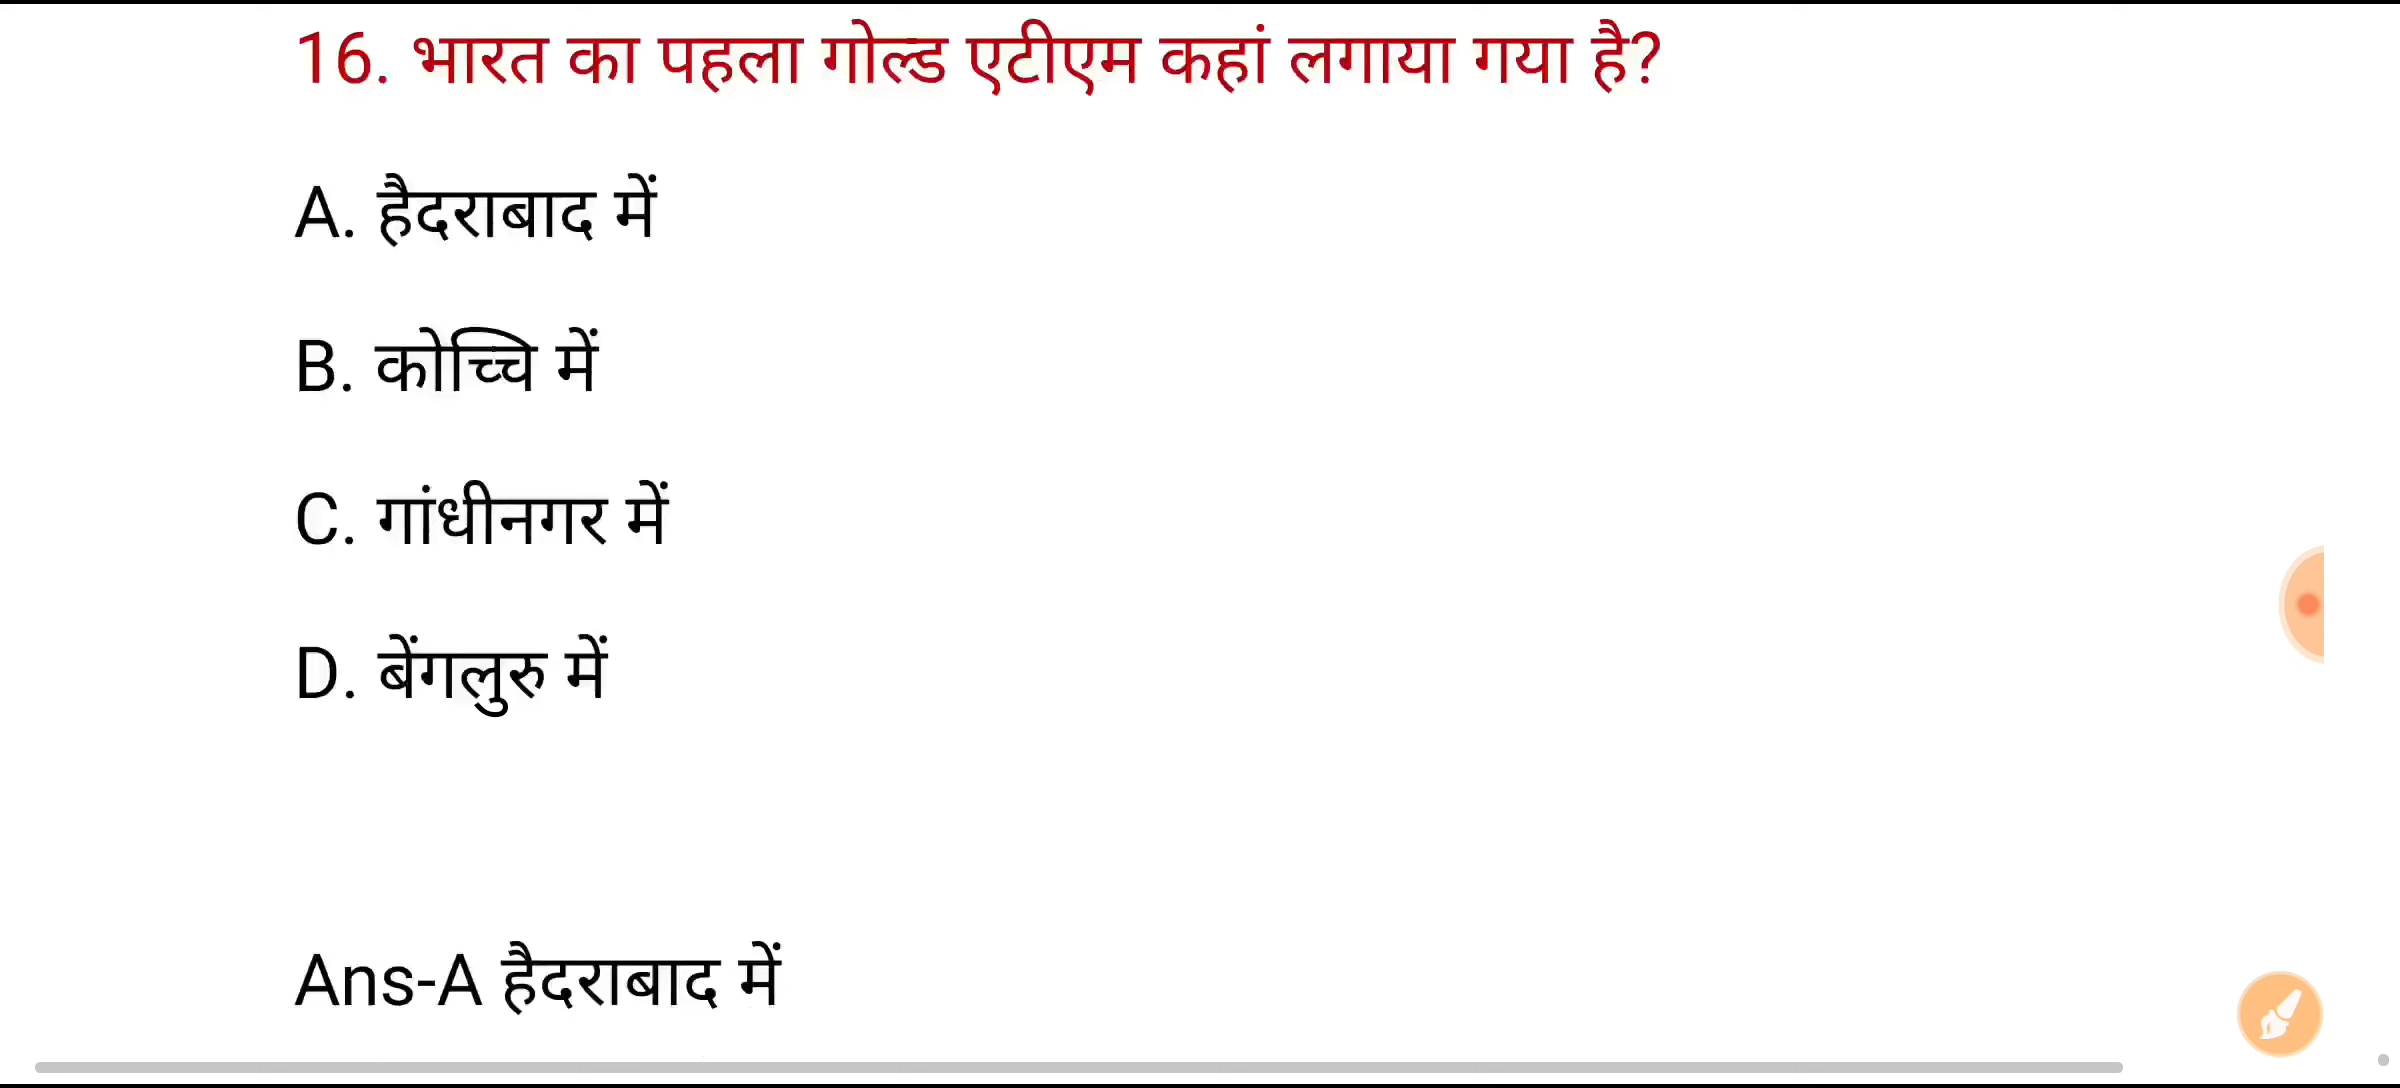 16. भारत का पहला गोल्ड एटीएम कहां लगाया गया है?
A. हैदराबाद में
B. कोच्चि में
C. गांधीनगर में
D. बेंगलुरु में
Ans-A हैदराबाद में